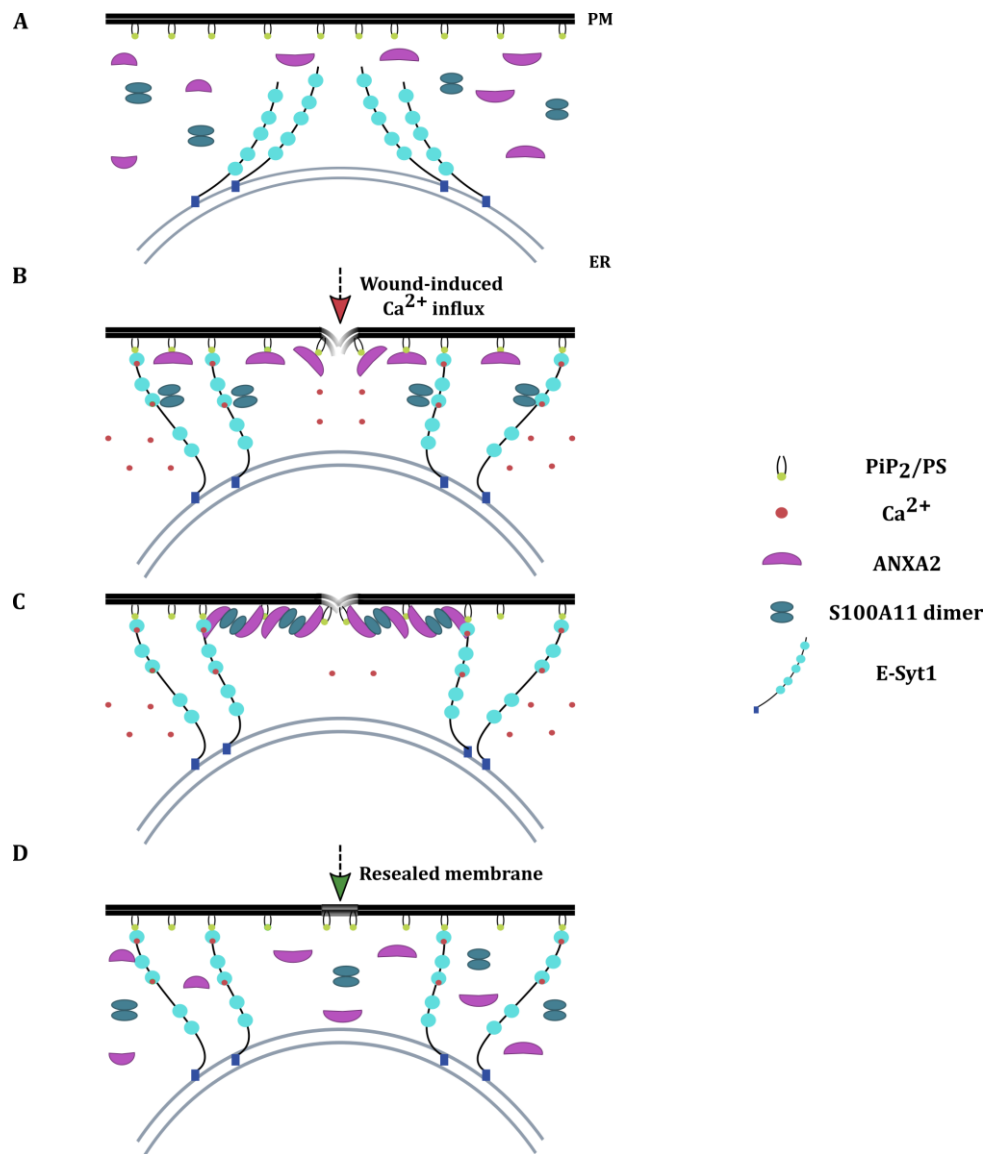 A
PM
B
ER
Wound-induced
Ca2+ influx
PiP2/PS
Ca2+
ANXA2
C
S100A11 dimer
E-Syt1
D
Resealed membrane